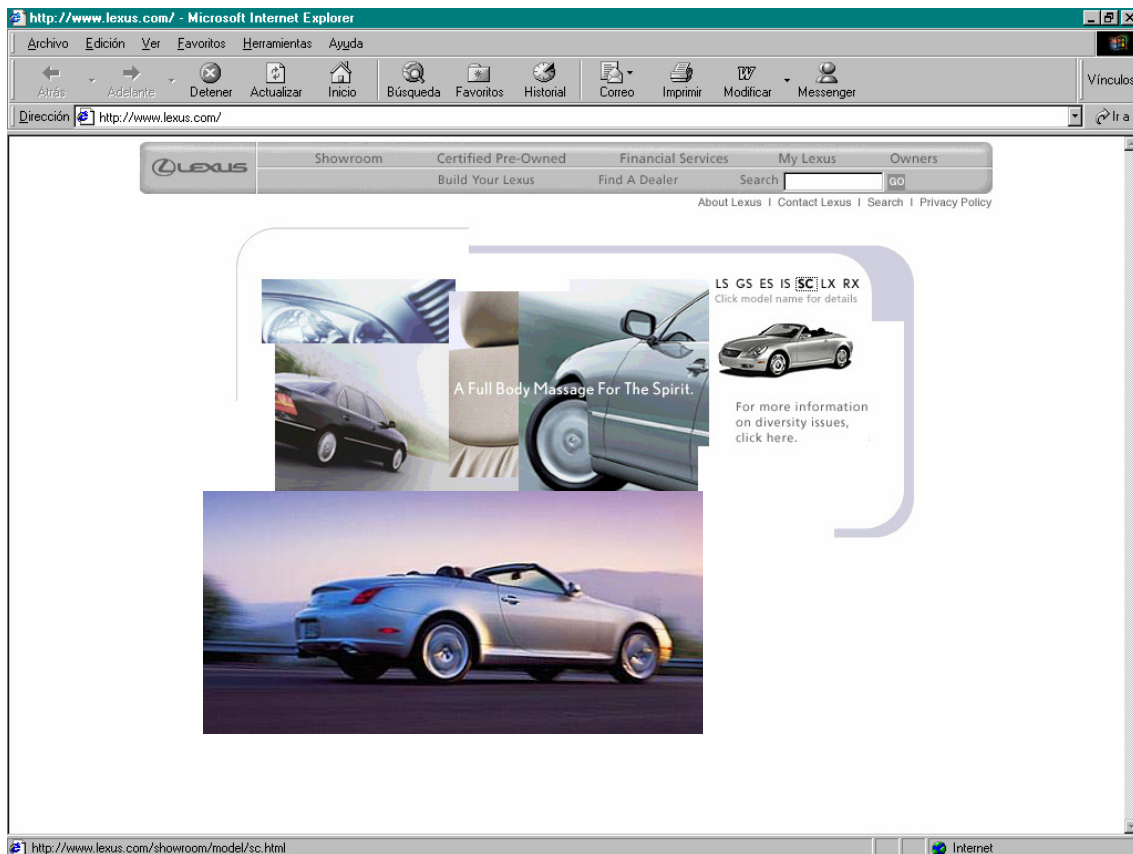 http://www.lexus.com/ - Microsoft Internet Explorer
Archivo Edición Ver Favoritos Herramientas Ayuda
Atrás Adelante Detener Actualizar Inicio Búsqueda Favoritos Historial Correo Imprimir Modificar Messenger Vínculos
Dirección http://www.lexus.com/ Ir a
LEXUS Showroom Certified Pre-Owned Financial Services My Lexus Owners
Build Your Lexus Find A Dealer Search GO
About Lexus | Contact Lexus | Search | Privacy Policy
LS GS ES IS SC LX RX
Click model name for details
A Full Body Massage For The Spirit.
For more information
on diversity issues,
click here.
http://www.lexus.com/showroom/model/sc.html Internet